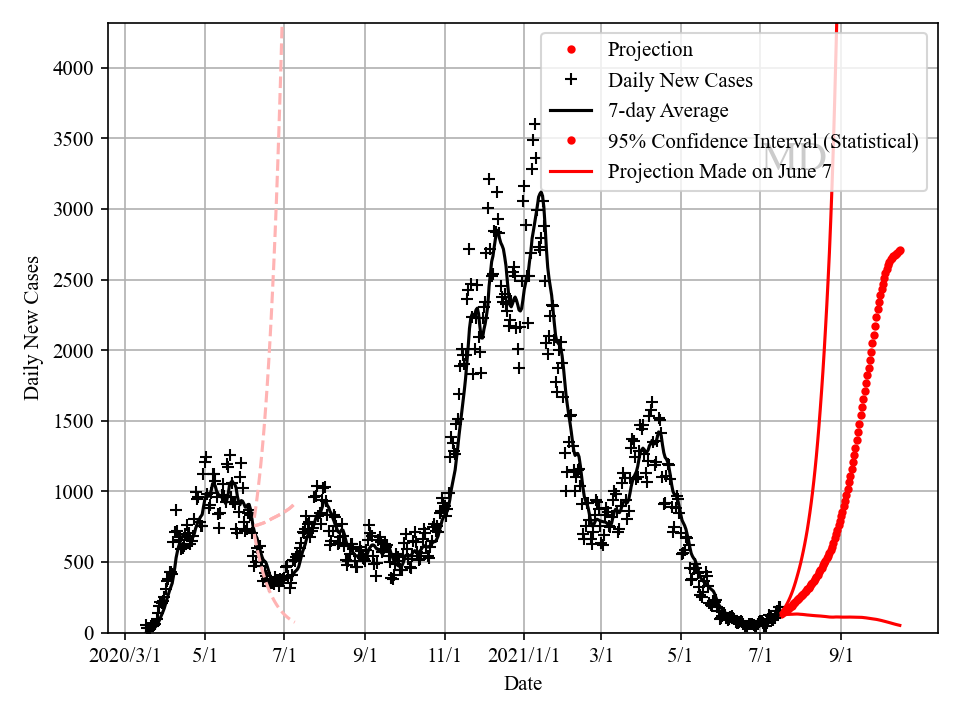 4000
3500
3000
2500
2000
1500
1000
500
0
Daily New Cases
Projection
Daily New Cases
7-day Average
95% Confidence Interval (Statistical)
Projection Made on June 7
MD
2020/3/1 5/1 7/1 9/1 11/1 2021/1/1 3/1 5/1 7/1 9/1
Date